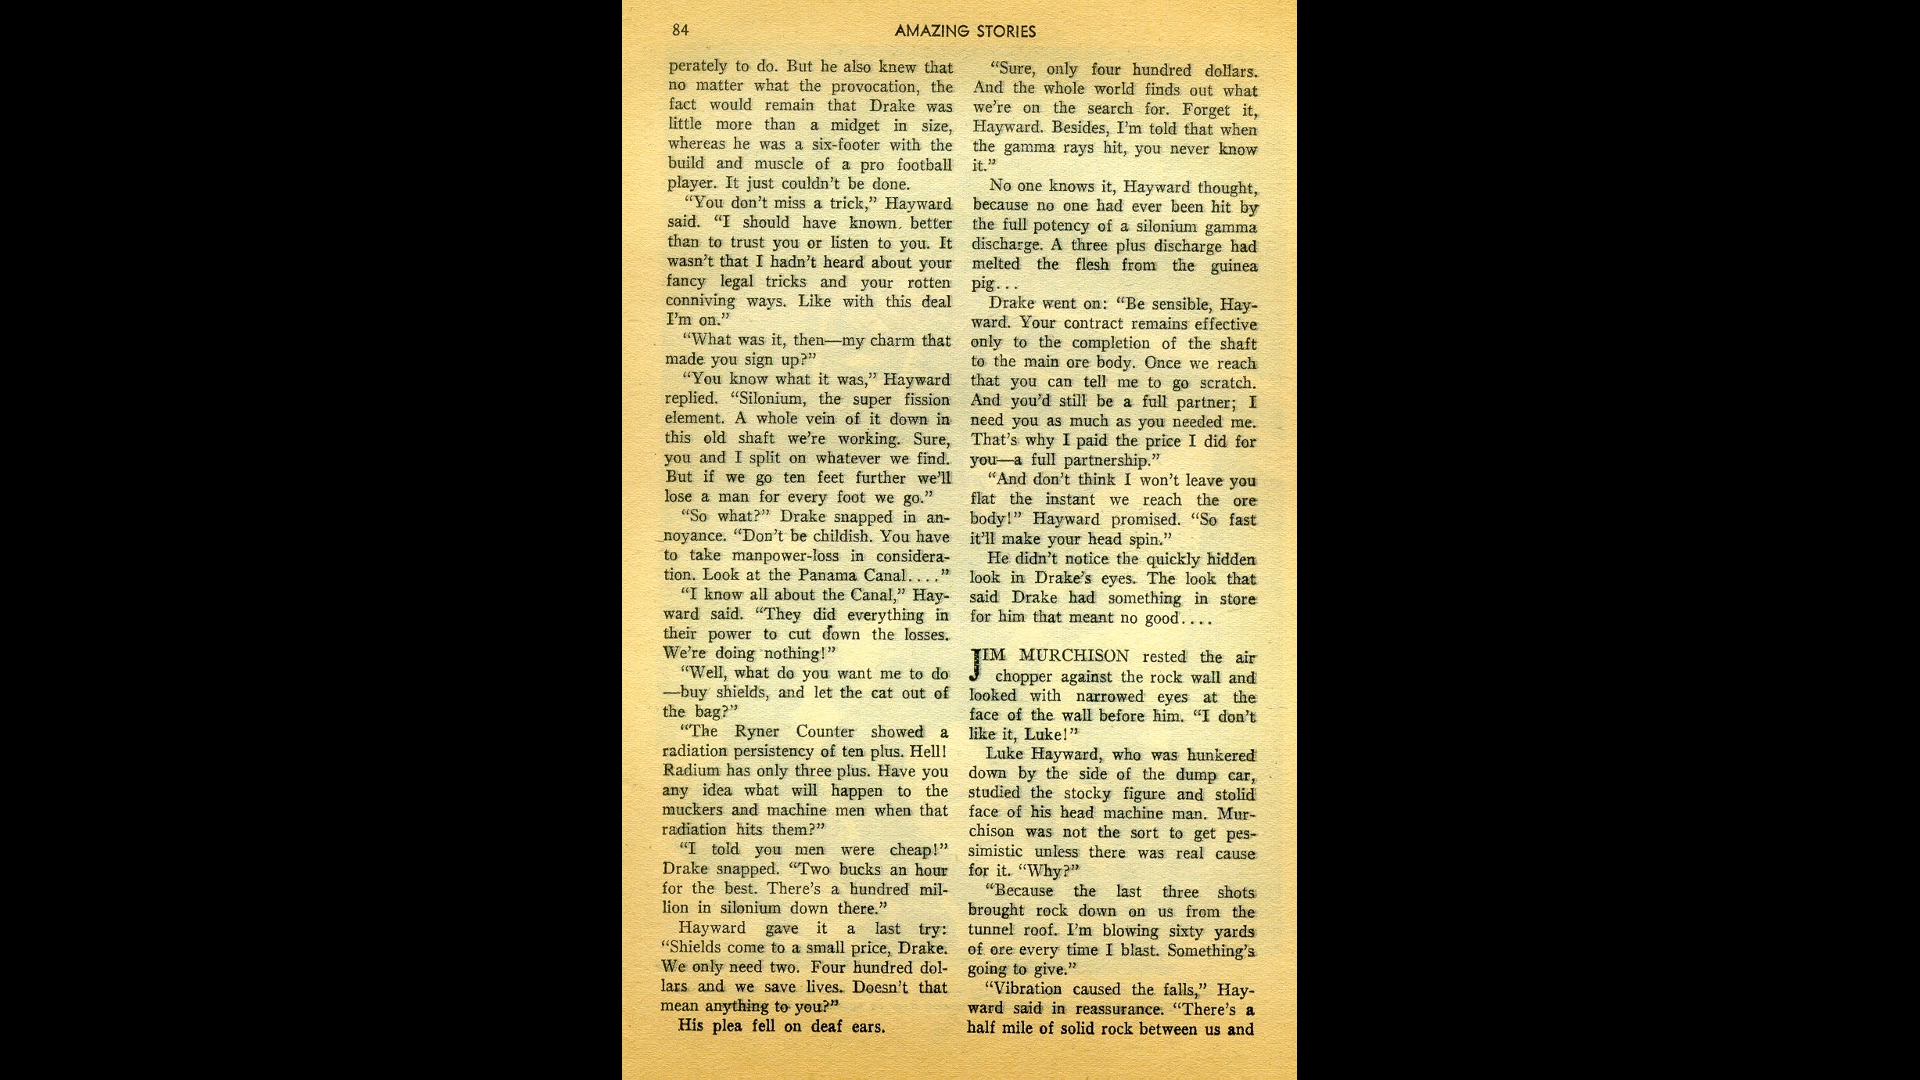 84
AMAZING STORIES
perately to do. But he also knew that
no matter what the provocation, the
fact would remain that Drake was
little more than a midget in size,
whereas he was a six-footer with the
build and muscle of a pro football
player. It just couldn't be done.
“You don't miss a trick,” Hayward
said. “I should have known better
than to trust you or listen to you. It
wasn't that I hadn't heard about your
fancy legal tricks and your rotten
conniving ways. Like with this deal
I'm on.”
“What was it, then—my charm that
made you sign up?”
“You know what it was,” Hayward
replied. “Silonium, the super fission
element. A whole vein of it down in
this old shaft we're working. Sure,
you and I split on whatever we find.
But if we go ten feet further we'll
lose a man for every foot we go.”
“So what?” Drake snapped in an-
noyance. “Don't be childish. You have
to take manpower-loss in considera-
tion. Look at the Panama Canal....”
“I know all about the Canal,” Hay-
ward said. “They did everything in
their power to cut down the losses.
We're doing nothing!”
“Well, what do you want me to do
—buy shields, and let the cat out of
the bag?”
“The Ryner Counter showed a
radiation persistency of ten plus. Hell!
Radium has only three plus. Have you
any idea what will happen to the
muckers and machine men when that
radiation hits them?”
“I told you men were cheap!”
Drake snapped. “Two bucks an hour
for the best. There's a hundred mil-
lion in silonium down there.”
Hayward gave it a last try:
“Shields come to a small price, Drake.
We only need two. Four hundred dol-
lars and we save lives. Doesn't that
mean anything to you?”
His plea fell on deaf ears.
“Sure, only four hundred dollars.
And the whole world finds out what
we're on the search for. Forget it,
Hayward. Besides, I'm told that when
the gamma rays hit, you never know
it.”
No one knows it, Hayward thought,
because no one had ever been hit by
the full potency of a silonium gamma
discharge. A three plus discharge had
melted the flesh from the guinea
pig...
Drake went on: “Be sensible, Hay-
ward. Your contract remains effective
only to the completion of the shaft
to the main ore body. Once we reach
that you can tell me to go scratch.
And you'd still be a full partner; I
need you as much as you needed me.
That's why I paid the price I did for
you—a full partnership.”
“And don't think I won't leave you
flat the instant we reach the ore
body!” Hayward promised. “So fast
it'll make your head spin.”
He didn't notice the quickly hidden
look in Drake's eyes. The look that
said Drake had something in store
for him that meant no good....
JIM MURCHISON rested the air
chopper against the rock wall and
looked with narrowed eyes at the
face of the wall before him. “I don't
like it, Luke!”
Luke Hayward, who was hunkered
down by the side of the dump car,
studied the stocky figure and stolid
face of his head machine man. Mur-
chison was not the sort to get pes-
simistic unless there was real cause
for it. “Why?”
“Because the last three shots
brought rock down on us from the
tunnel roof. I'm blowing sixty yards
of ore every time I blast. Something's
going to give.”
“Vibration caused the falls,” Hay-
ward said in reassurance. “There's a
half mile of solid rock between us and